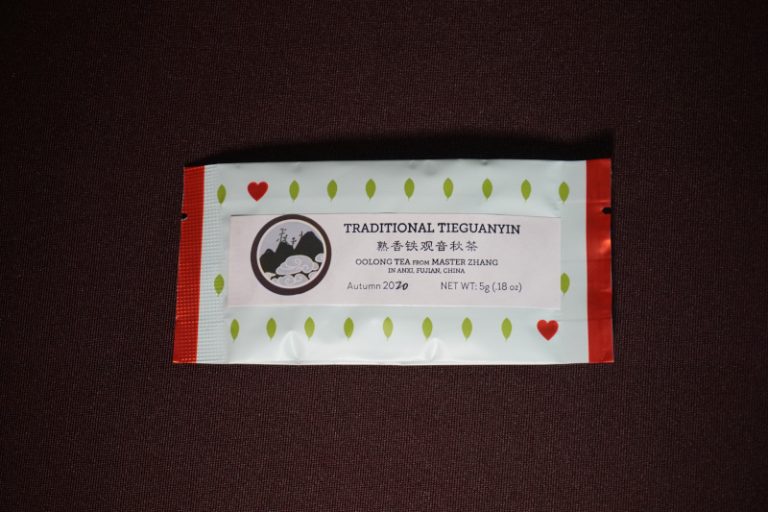 TRADITIONAL TIEGUANYIN
熟香铁观音秋茶
OOLONG TEA FROM MASTER ZHANG
IN ANXI, FUJIAN, CHINA
Autumn 2020 NET WT: 5g (.18 oz)